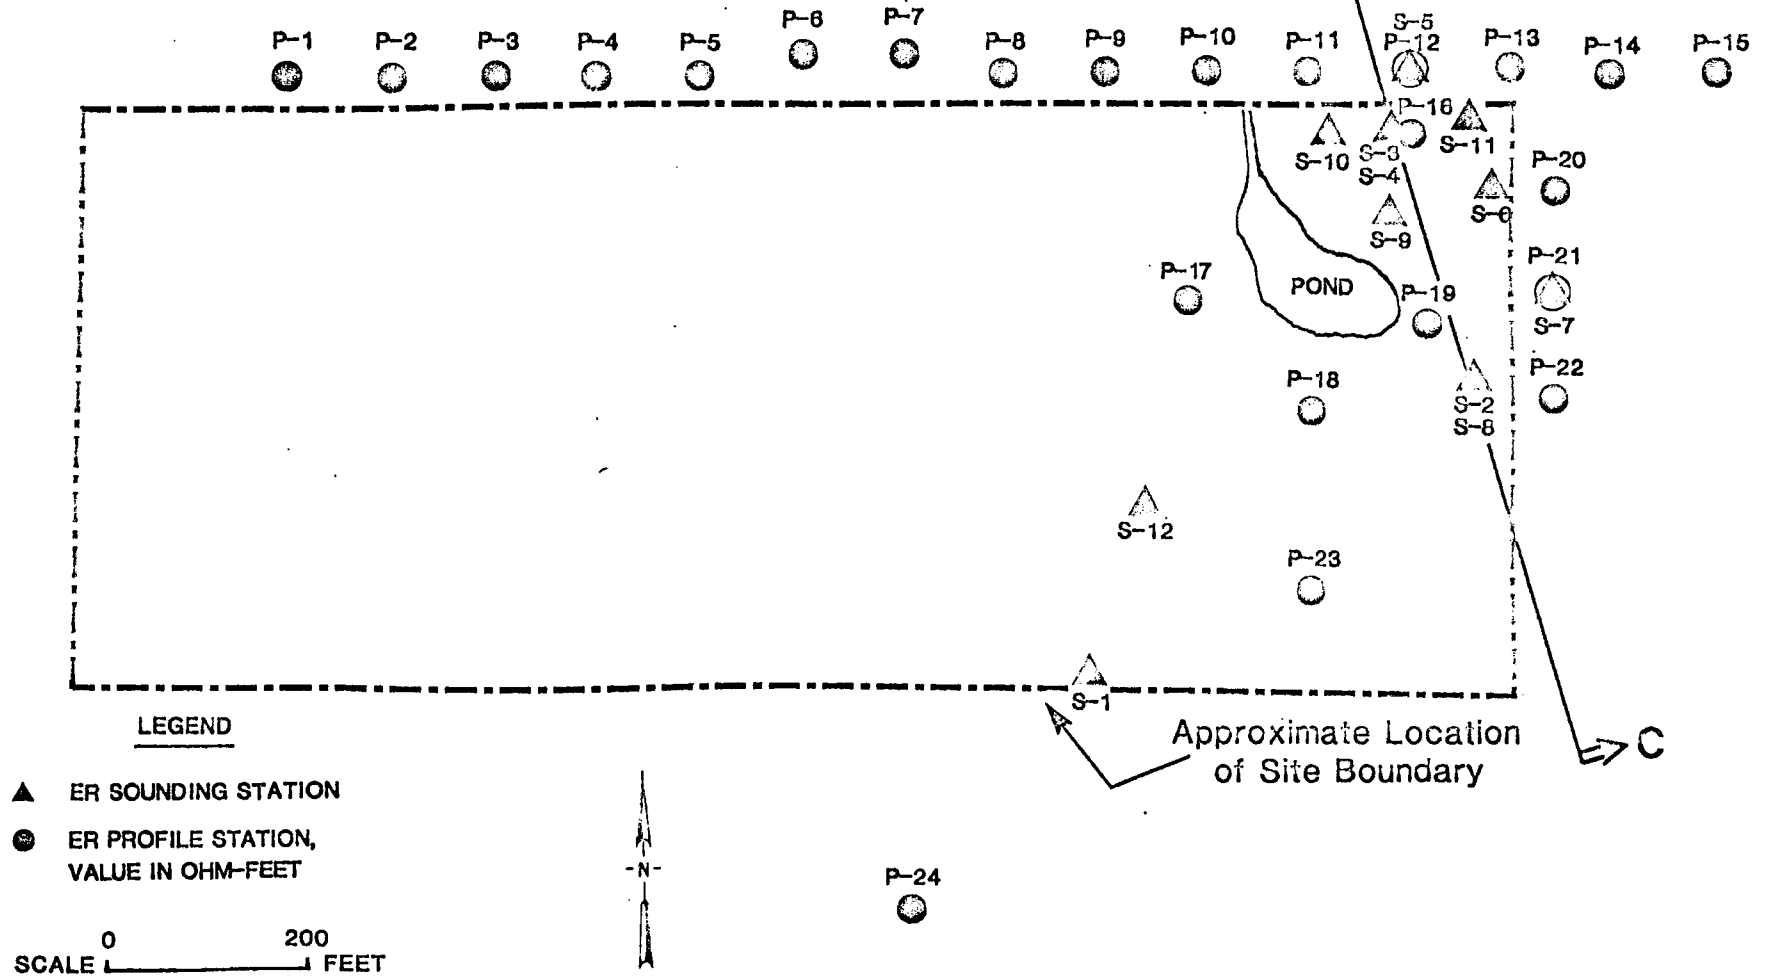 P-1
P-2
P-3
P-4
P-5
P-6
P-7
P-8
P-9
P-10
P-11
S-5
P-12
P-13
P-14
P-15
P-16
S-10
S-3
S-4
S-11
P-20
S-6
S-9
P-17
POND
P-19
P-21
S-7
P-18
S-2
S-8
P-22
S-12
P-23
S-1
Approximate Location
of Site Boundary
C
LEGEND
ER SOUNDING STATION
ER PROFILE STATION,
VALUE IN OHM-FEET
-N-
P-24
0 200
SCALE FEET